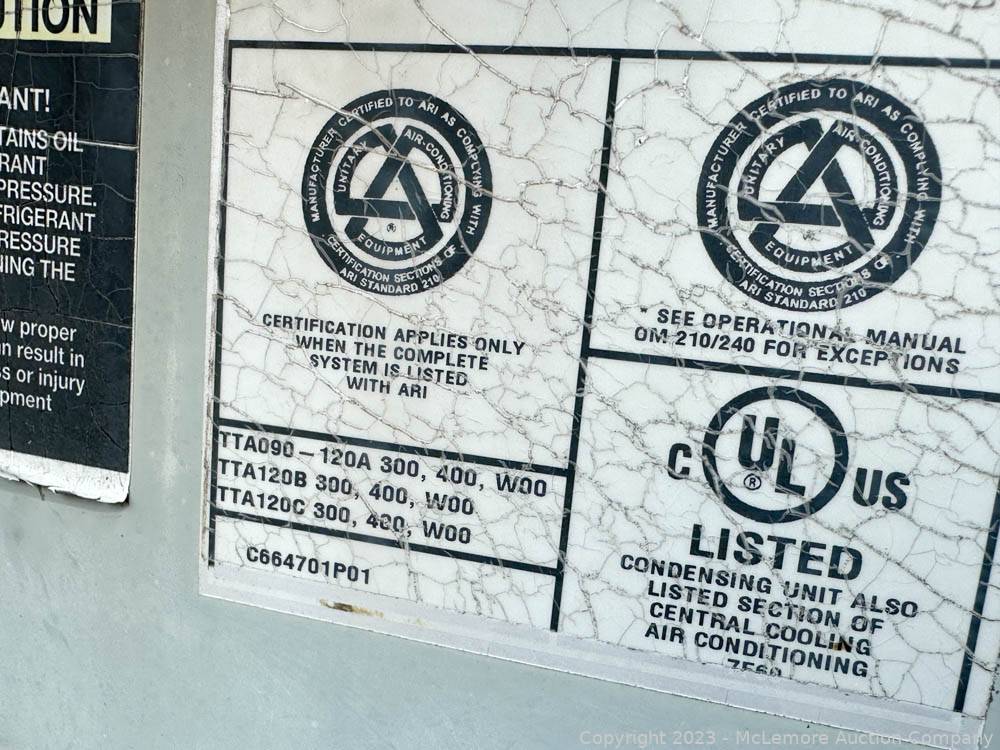 UTION
ANT!
TAINS OIL
RANT
PRESSURE.
FRIGERANT
RESSURE
NING THE
w proper
n result in
s or injury
pment
MANUFACTURER CERTIFIED TO ARI AS COMPLYING WITH
UNITARY AIR-CONDITIONING
EQUIPMENT
®
CERTIFICATION SECTIONS OF
ARI STANDARD 210
CERTIFICATION APPLIES ONLY
WHEN THE COMPLETE
SYSTEM IS LISTED
WITH ARI
TTA090-120A 300, 400, W00
TTA120B 300, 400, W00
TTA120C 300, 400, W00
C664701P01
MANUFACTURER CERTIFIED TO ARI AS COMPLYING WITH
UNITARY AIR-CONDITIONING
EQUIPMENT
®
CERTIFICATION SECTIONS OF
ARI STANDARD 210
* SEE OPERATIONAL MANUAL
OM 210/240 FOR EXCEPTIONS
C UL US
®
LISTED
CONDENSING UNIT ALSO
LISTED SECTION OF
CENTRAL COOLING
AIR CONDITIONING
Copyright © 2023 - McLemore Auction Company